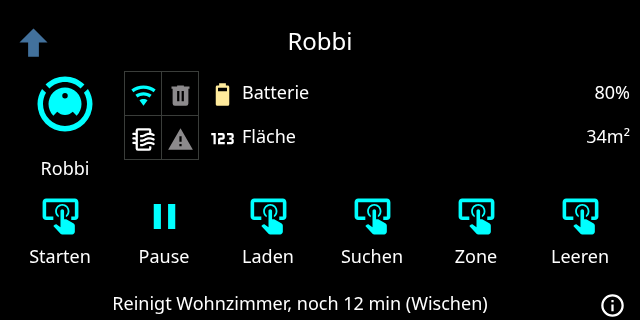 Robbi
Batterie 80%
123 Fläche 34m²
Robbi
Starten Pause Laden Suchen Zone Leeren
Reinigt Wohnzimmer, noch 12 min (Wischen)